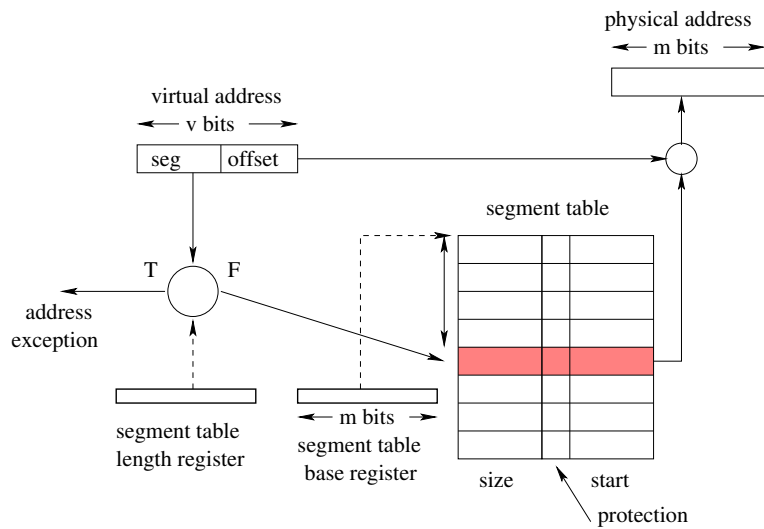 physical address
m bits
virtual address
v bits
seg
offset
segment table
T
F
address
exception
m bits
segment table
length register
segment table
base register
size
start
protection